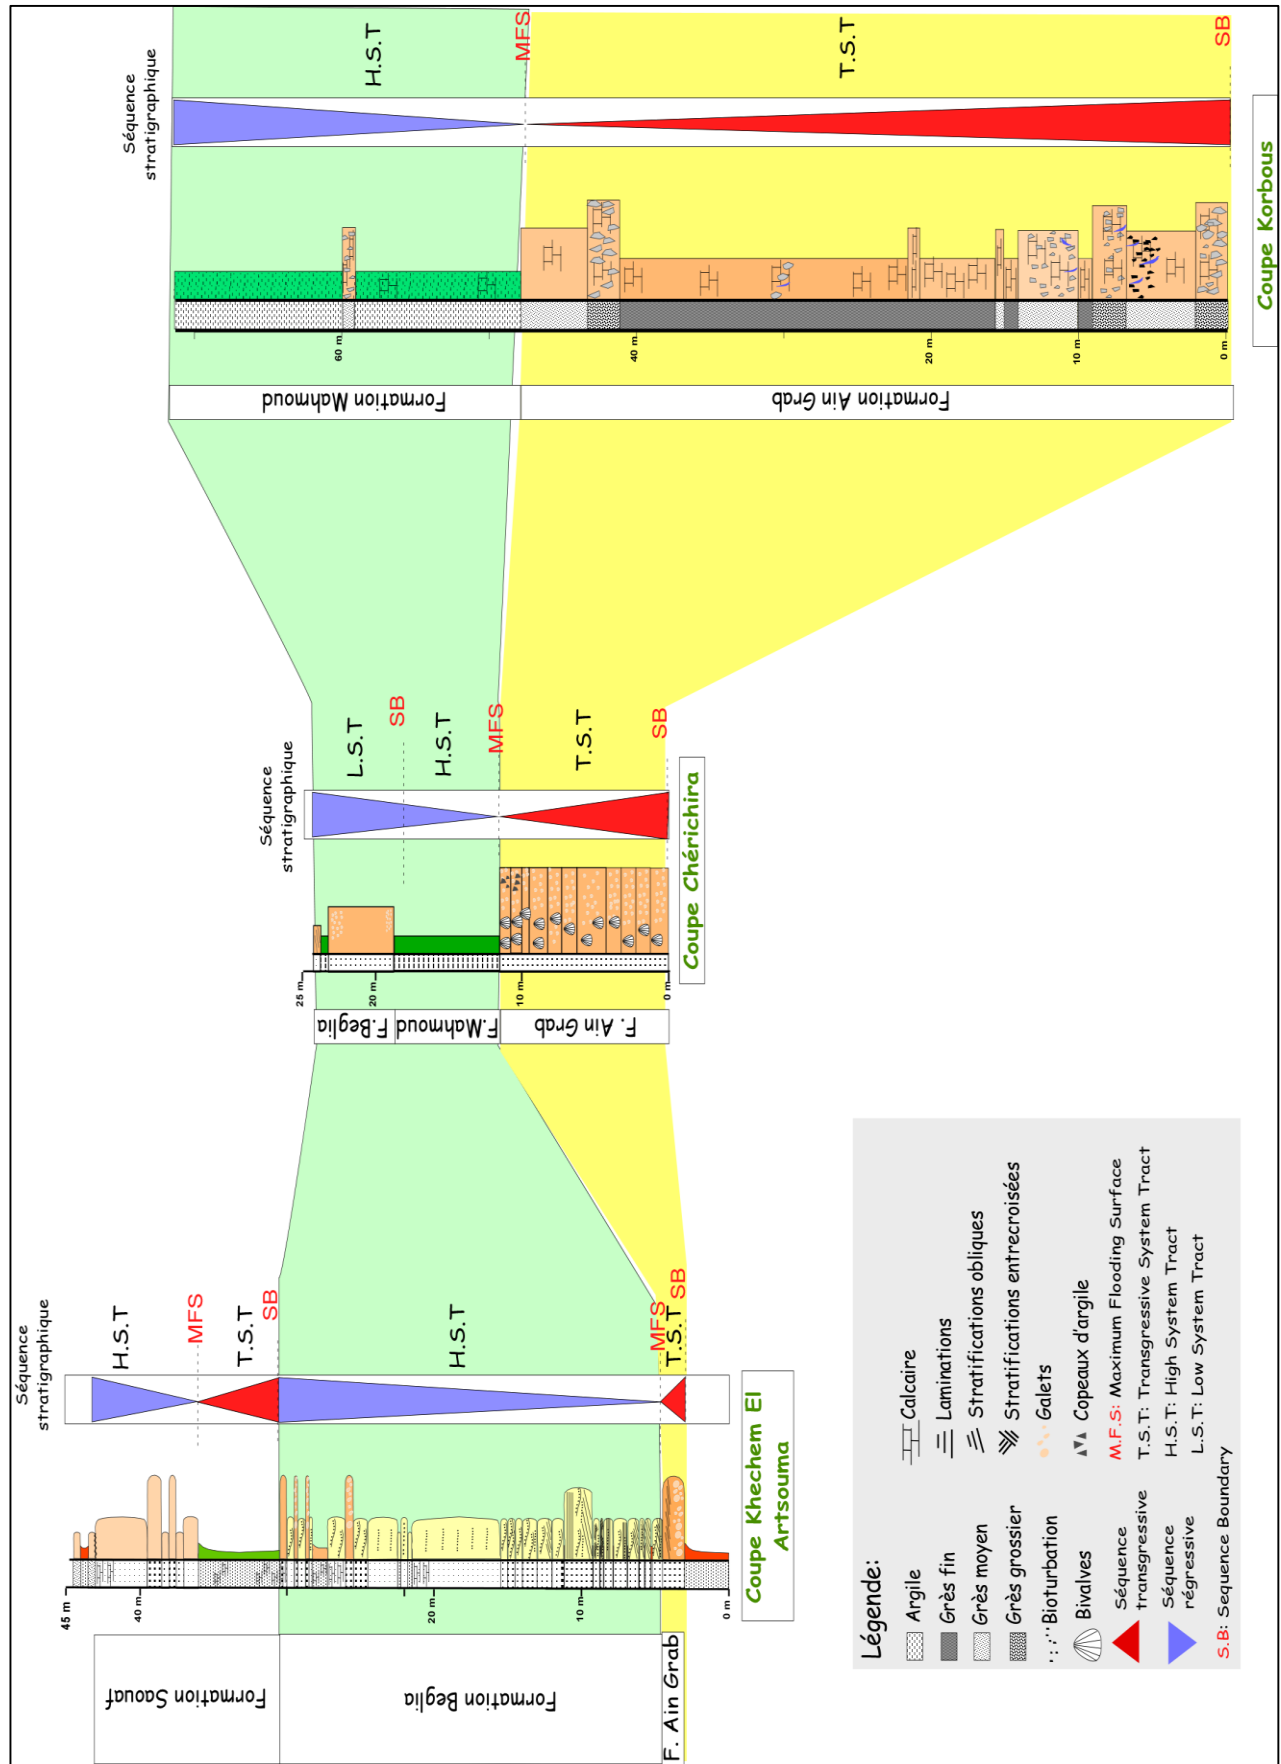 Séquence
stratigraphique
H.S.T
MFS
T.S.T
SB
H.S.T
MFS
T.S.T
SB
45 m
40 m
20 m
10 m
0 m
Formation Saouaf
Formation Beglia
F. Ain Grab
Coupe Khechem El
Artsouma
Séquence
stratigraphique
L.S.T
SB
H.S.T
MFS
T.S.T
SB
25 m
20 m
10 m
0 m
F.Beglia
F.Mahmoud
F. Ain Grab
Coupe Chérichira
Séquence
stratigraphique
H.S.T
MFS
T.S.T
SB
60 m
40 m
20 m
10 m
0 m
Formation Mahmoud
Formation Ain Grab
Coupe Korbous
Légende:
Argile
Grès fin
Grès moyen
Grès grossier
Bioturbation
Bivalves
Séquence
transgressive
Séquence
régressive
S.B: Sequence Boundary
Calcaire
Laminations
Stratifications obliques
Stratifications entrecroisées
Galets
Copeaux d'argile
M.F.S: Maximum Flooding Surface
T.S.T: Transgressive System Tract
H.S.T: High System Tract
L.S.T: Low System Tract